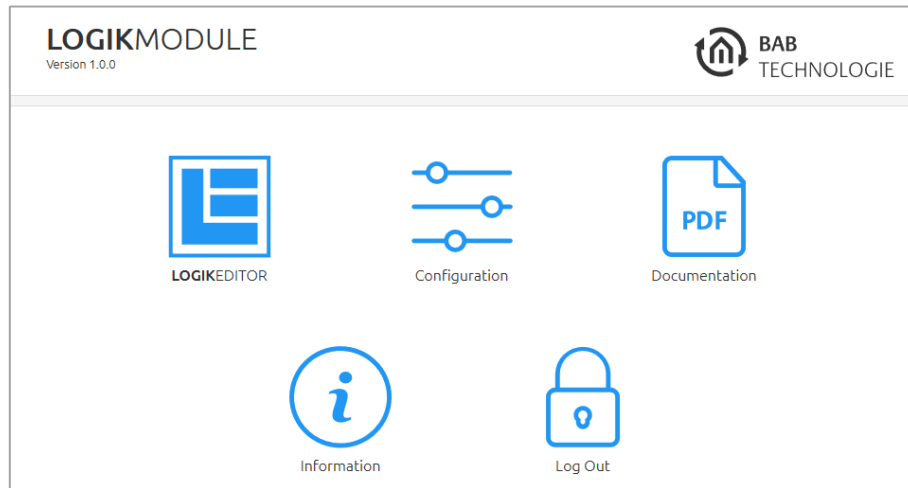 LOGIKMODULE
Version 1.0.0
BAB
TECHNOLOGIE
LOGIKEDITOR
Configuration
PDF
Documentation
i
Information
Log Out